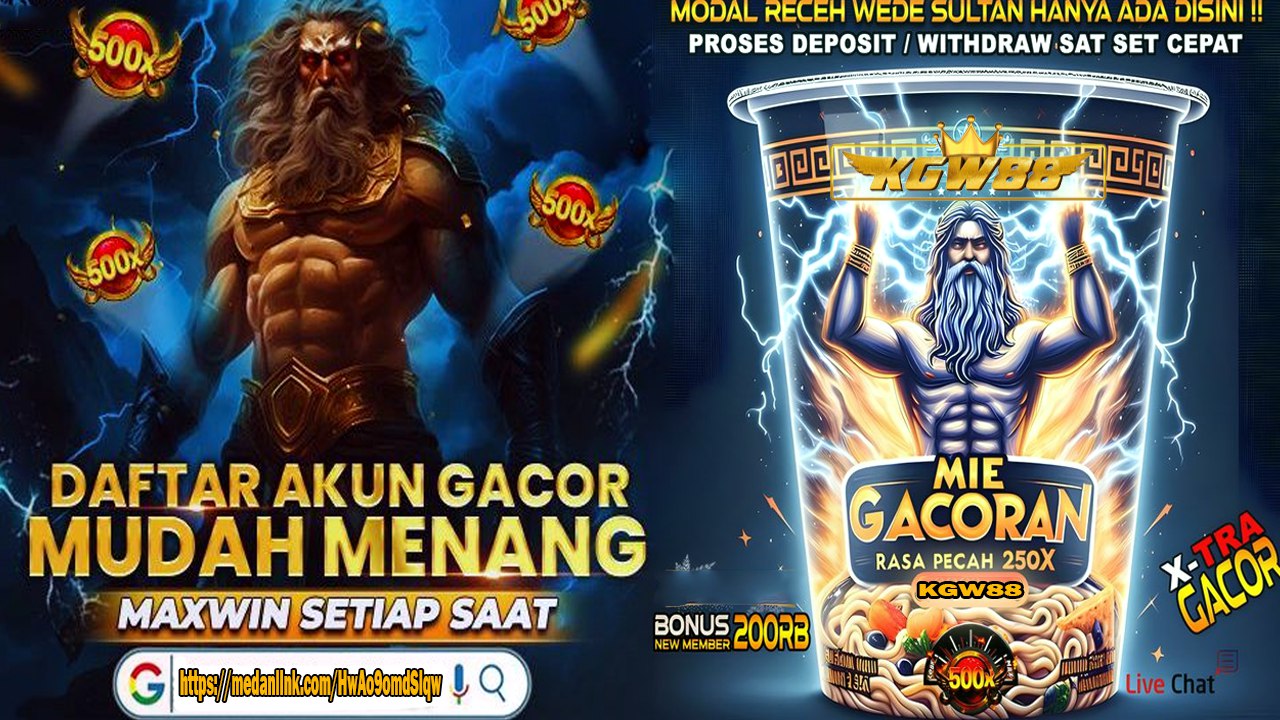 500X
500X
500X
500X
DAFTAR AKUN GACOR
MUDAH MENANG
MAXWIN SETIAP SAAT
G
https://medanllnk.com/HwAo9omdSlqw
MODAL RECEH WEDE SULTAN HANYA ADA DISINI !!
PROSES DEPOSIT / WITHDRAW SAT SET CEPAT
KGW88
MIE
GACORAN
RASA PECAH 250X
KGW88
500X
BONUS
NEW MEMBER 200RB
X-TRA
GACOR
Live Chat